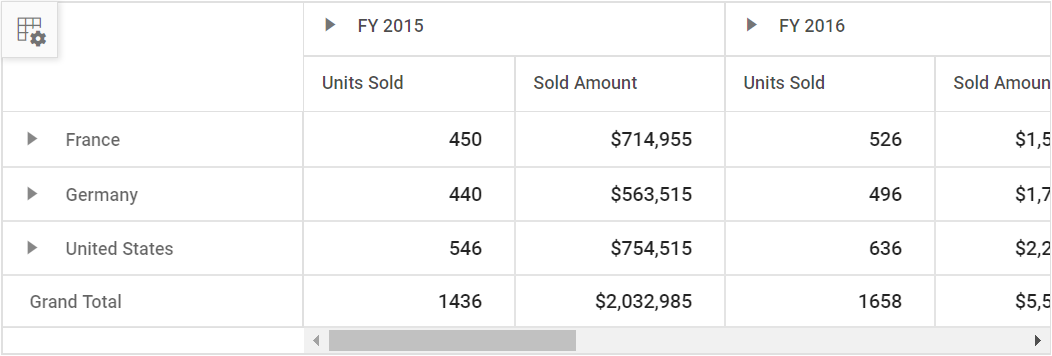 FY 2015 FY 2016
Units Sold Sold Amount Units Sold Sold Amoun
France 450 $714,955 526 $1,5
Germany 440 $563,515 496 $1,7
United States 546 $754,515 636 $2,2
Grand Total 1436 $2,032,985 1658 $5,5